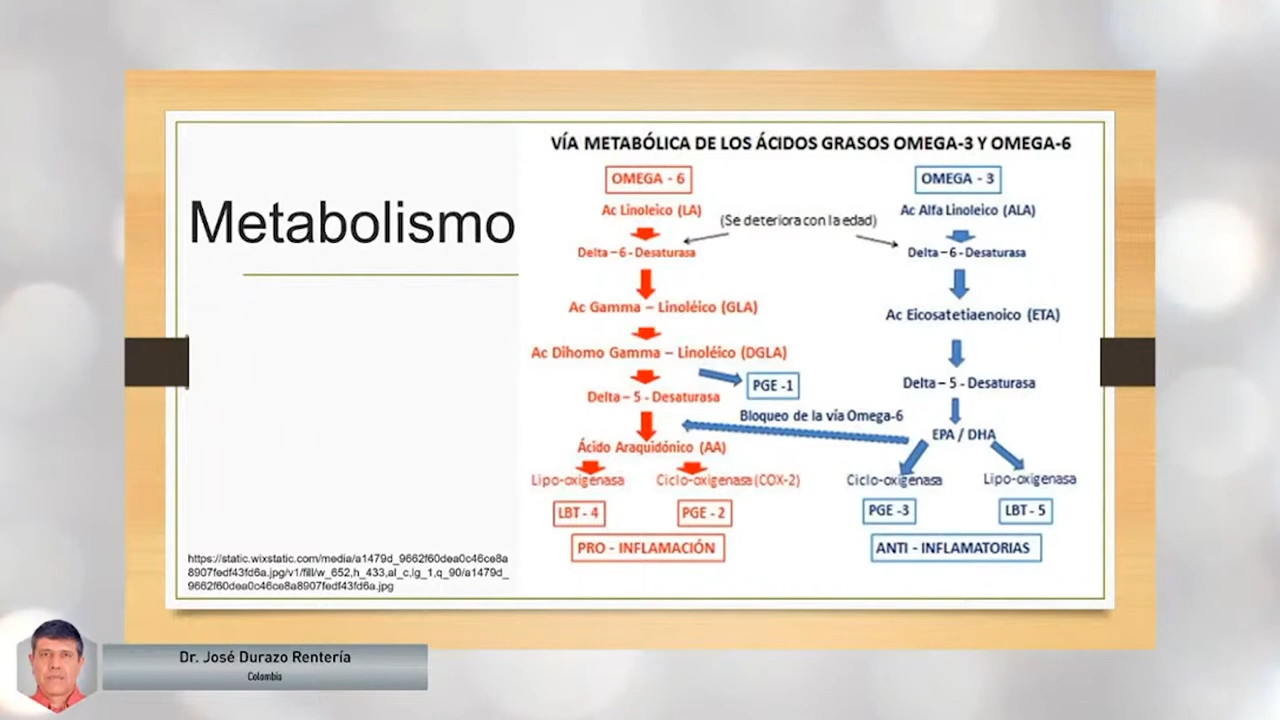 Metabolismo
https://static.wixstatic.com/media/a1479d_9662f60dea0c46ce8a
8907fedf43fd6a.jpg/v1/fill/w_652,h_433,al_c,lg_1,q_90/a1479d_
9662f60dea0c46ce8a8907fedf43fd6a.jpg
VÍA METABÓLICA DE LOS ÁCIDOS GRASOS OMEGA-3 Y OMEGA-6
OMEGA - 6
OMEGA - 3
Ac Linoleico (LA)
(Se deteriora con la edad)
Ac Alfa Linoleico (ALA)
Delta – 6 - Desaturasa
Delta – 6 - Desaturasa
Ac Gamma – Linoléico (GLA)
Ac Eicosatetiaenoico (ETA)
Ac Dihomo Gamma – Linoléico (DGLA)
PGE -1
Delta – 5 - Desaturasa
Delta – 5 - Desaturasa
Bloqueo de la vía Omega-6
EPA / DHA
Ácido Araquidónico (AA)
Lipo-oxigenasa
Ciclo-oxigenasa (COX-2)
Ciclo-oxigenasa
Lipo-oxigenasa
LBT - 4
PGE - 2
PGE - 3
LBT - 5
PRO - INFLAMACIÓN
ANTI - INFLAMATORIAS
Dr. José Durazo Rentería
Colombia